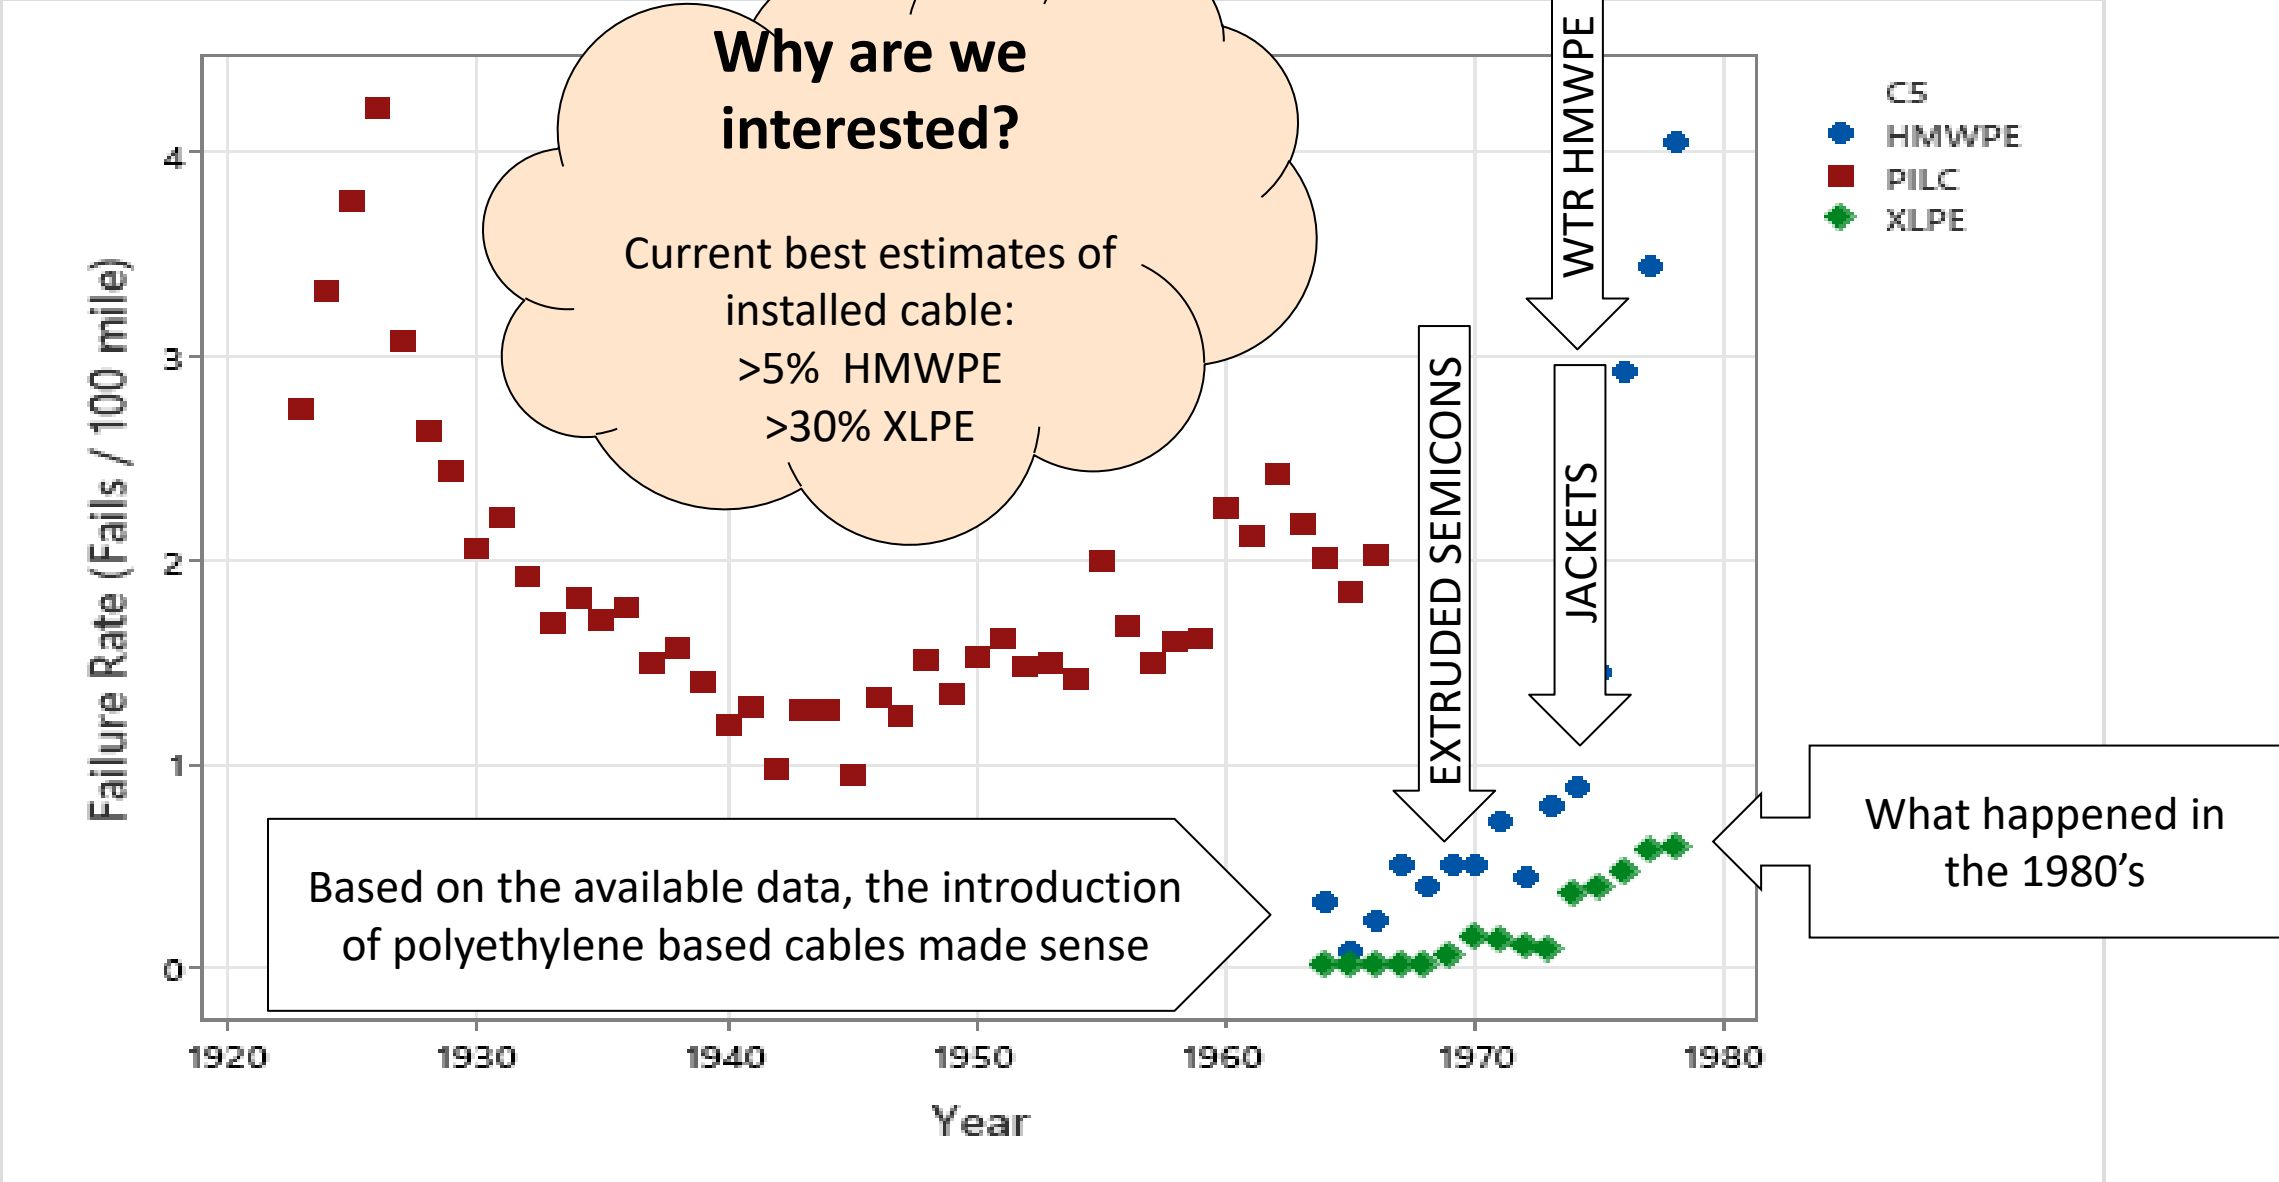 Why are we
interested?
Current best estimates of
installed cable:
>5%  HMWPE
>30% XLPE
WTR HMWPE
EXTRUDED SEMICONS
JACKETS
C5
HMWPE
PILC
XLPE
Failure Rate (Fails / 100 mile)
4
3
2
1
0
Based on the available data, the introduction
of polyethylene based cables made sense
What happened in
the 1980’s
1920 1930 1940 1950 1960 1970 1980
Year